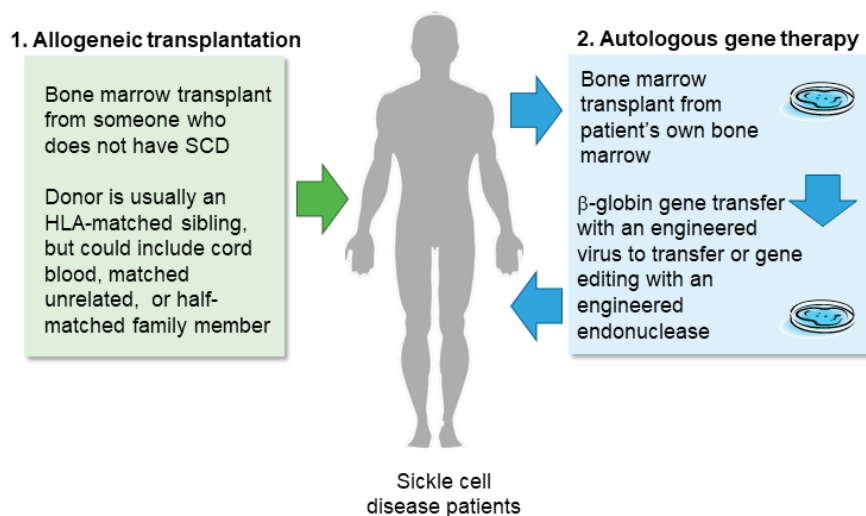 1. Allogeneic transplantation
Bone marrow transplant
from someone who
does not have SCD
Donor is usually an
HLA-matched sibling,
but could include cord
blood, matched
unrelated,  or half-
matched family member
2. Autologous gene therapy
Bone marrow
transplant from
patient's own bone
marrow
β-globin gene transfer
with an engineered
virus to transfer or gene
editing with an
engineered
endonuclease
Sickle cell
disease patients